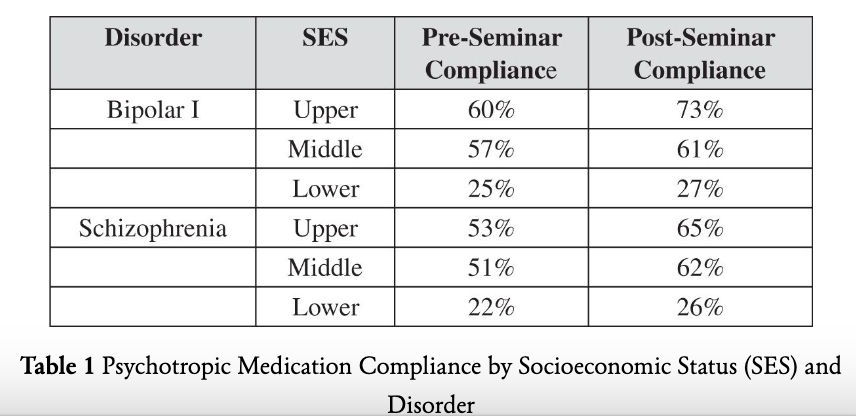 Disorder SES Pre-Seminar Compliance Post-Seminar Compliance
Bipolar I Upper 60% 73%
Middle 57% 61%
Lower 25% 27%
Schizophrenia Upper 53% 65%
Middle 51% 62%
Lower 22% 26%
Table 1 Psychotropic Medication Compliance by Socioeconomic Status (SES) and
Disorder